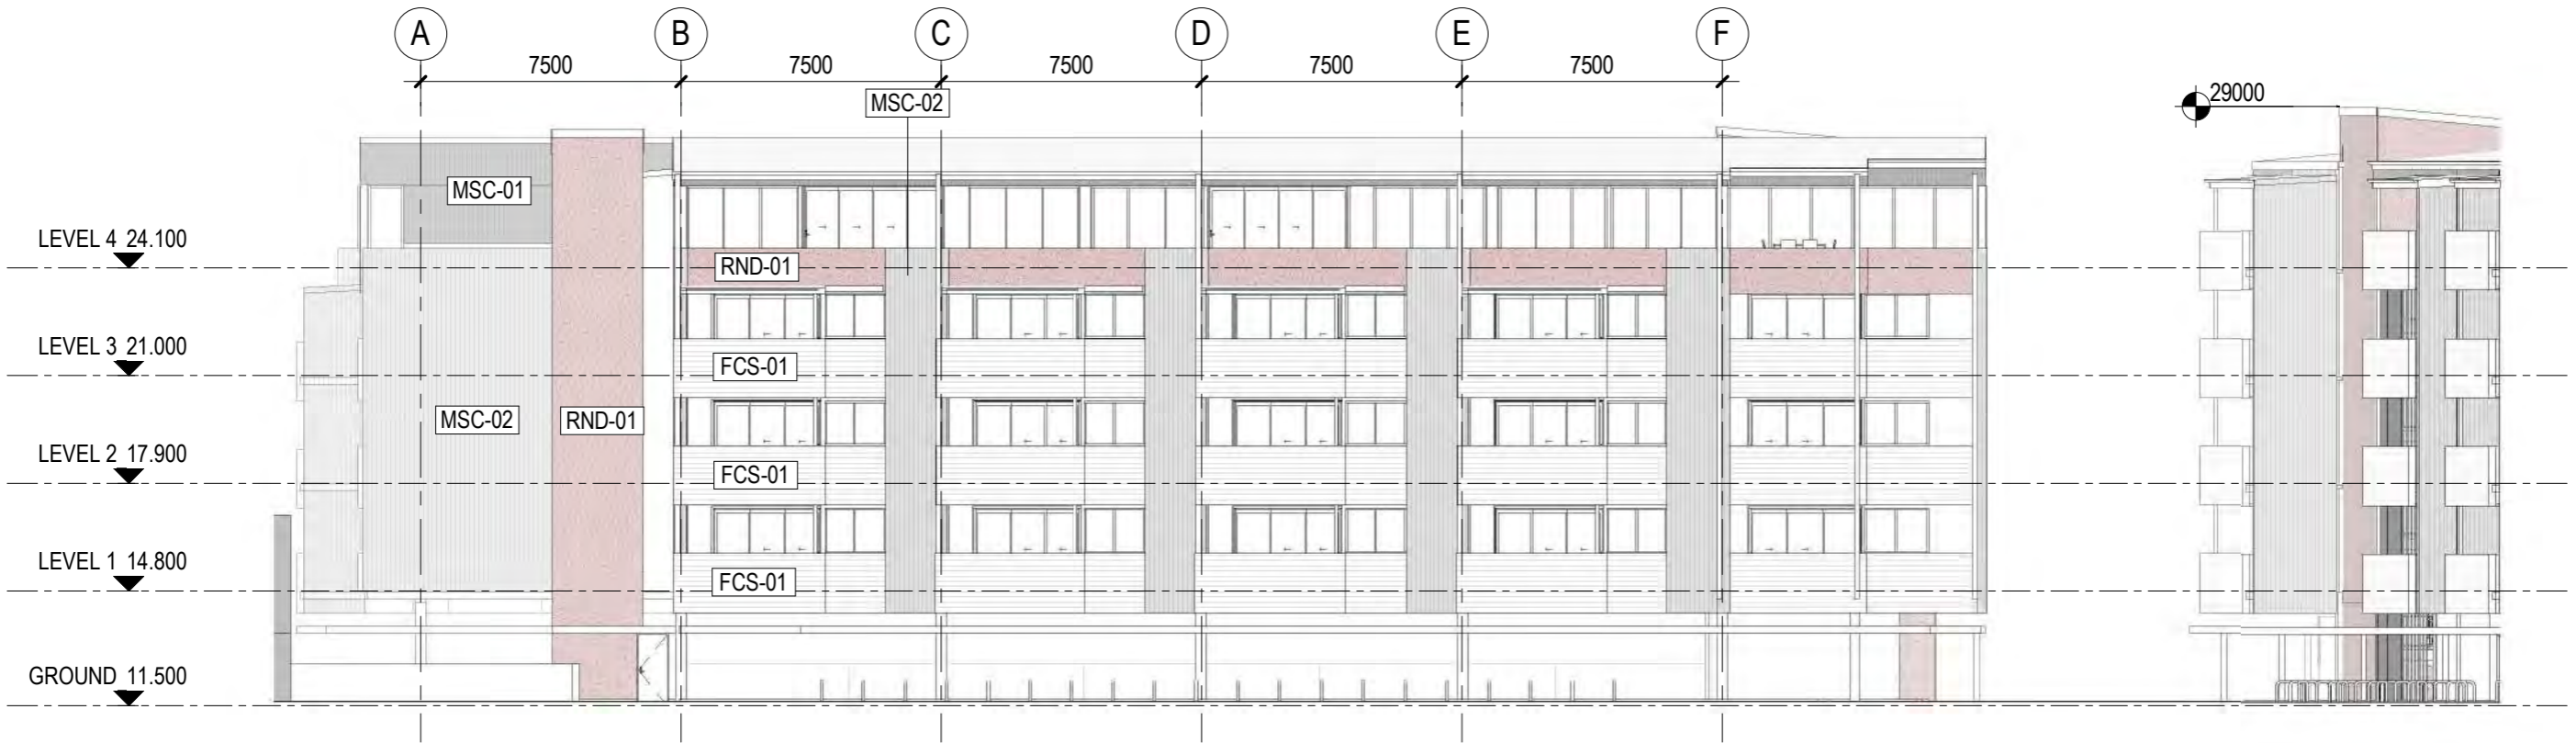 A B C D E F
7500 7500 7500 7500 7500
MSC-02
29000
MSC-01
LEVEL 4 24.100
RND-01
LEVEL 3 21.000
FCS-01
MSC-02 RND-01
LEVEL 2 17.900
FCS-01
LEVEL 1 14.800
FCS-01
GROUND 11.500